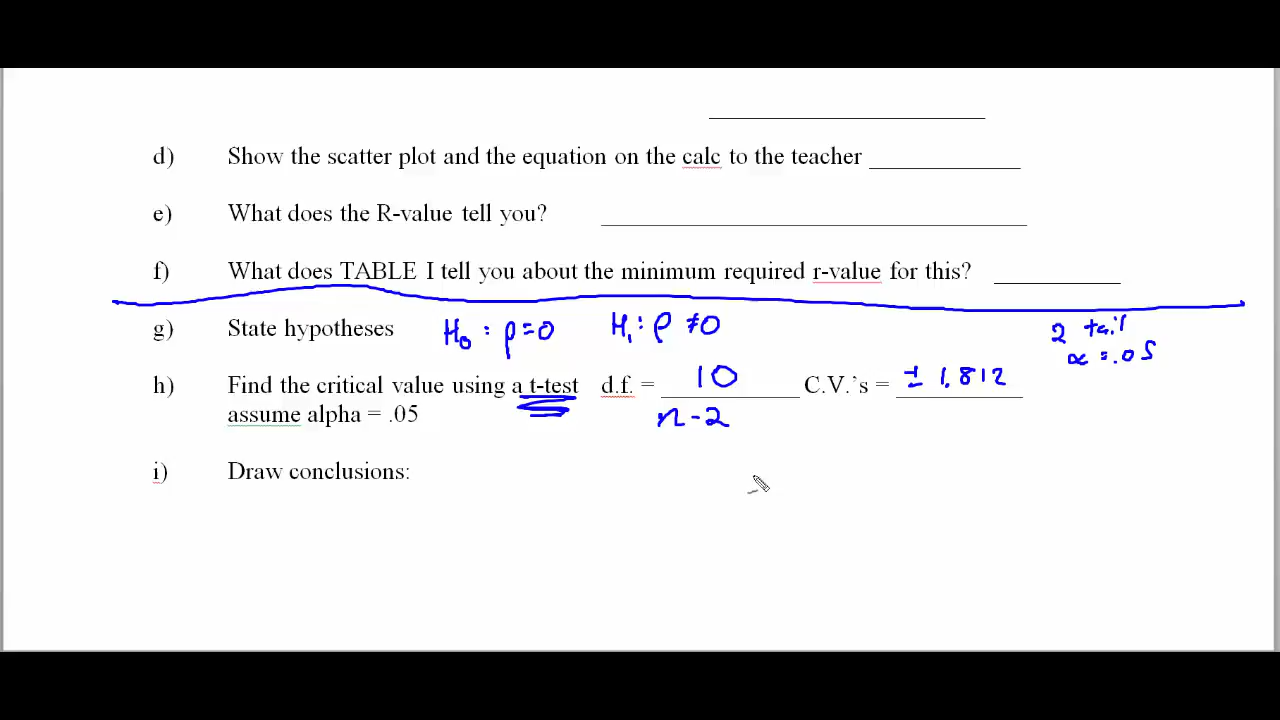 d) Show the scatter plot and the equation on the calc to the teacher
e) What does the R-value tell you?
f) What does TABLE I tell you about the minimum required r-value for this?
g) State hypotheses H₀ : ρ=0 H₁ : ρ ≠0 2 tail
α = .05
h) Find the critical value using a t-test d.f. = 10 C.V.'s = ± 1.812
assume alpha = .05 n-2
i) Draw conclusions: